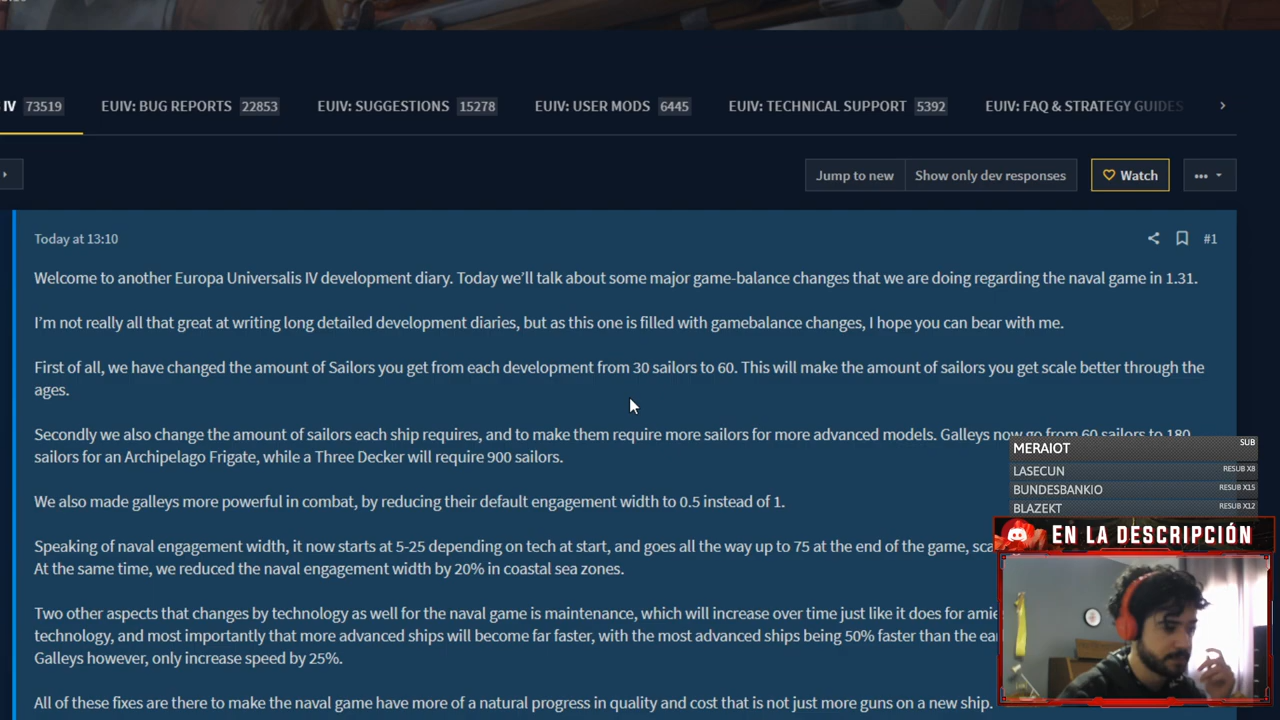 IV 73519 EUIV: BUG REPORTS 22853 EUIV: SUGGESTIONS 15278 EUIV: USER MODS 6445 EUIV: TECHNICAL SUPPORT 5392 EUIV: FAQ & STRATEGY GUIDES
Jump to new Show only dev responses Watch
Today at 13:10 #1
Welcome to another Europa Universalis IV development diary. Today we'll talk about some major game-balance changes that we are doing regarding the naval game in 1.31.
I'm not really all that great at writing long detailed development diaries, but as this one is filled with gamebalance changes, I hope you can bear with me.
First of all, we have changed the amount of Sailors you get from each development from 30 sailors to 60. This will make the amount of sailors you get scale better through the
ages.
Secondly we also change the amount of sailors each ship requires, and to make them require more sailors for more advanced models. Galleys now go from 60 sailors to 180
sailors for an Archipelago Frigate, while a Three Decker will require 900 sailors.
We also made galleys more powerful in combat, by reducing their default engagement width to 0.5 instead of 1.
Speaking of naval engagement width, it now starts at 5-25 depending on tech at start, and goes all the way up to 75 at the end of the game,
At the same time, we reduced the naval engagement width by 20% in coastal sea zones.
Two other aspects that changes by technology as well for the naval game is maintenance, which will increase over time just like it does for
technology, and most importantly that more advanced ships will become far faster, with the most advanced ships being 50% faster than the
Galleys however, only increase speed by 25%.
All of these fixes are there to make the naval game have more of a natural progress in quality and cost that is not just more guns on a new ship.
MERAIOT SUB
LASECUN RESUB X8
BUNDESBANKIO RESUB X15
BLAZEKT RESUB X12
EN LA DESCRIPCIÓN